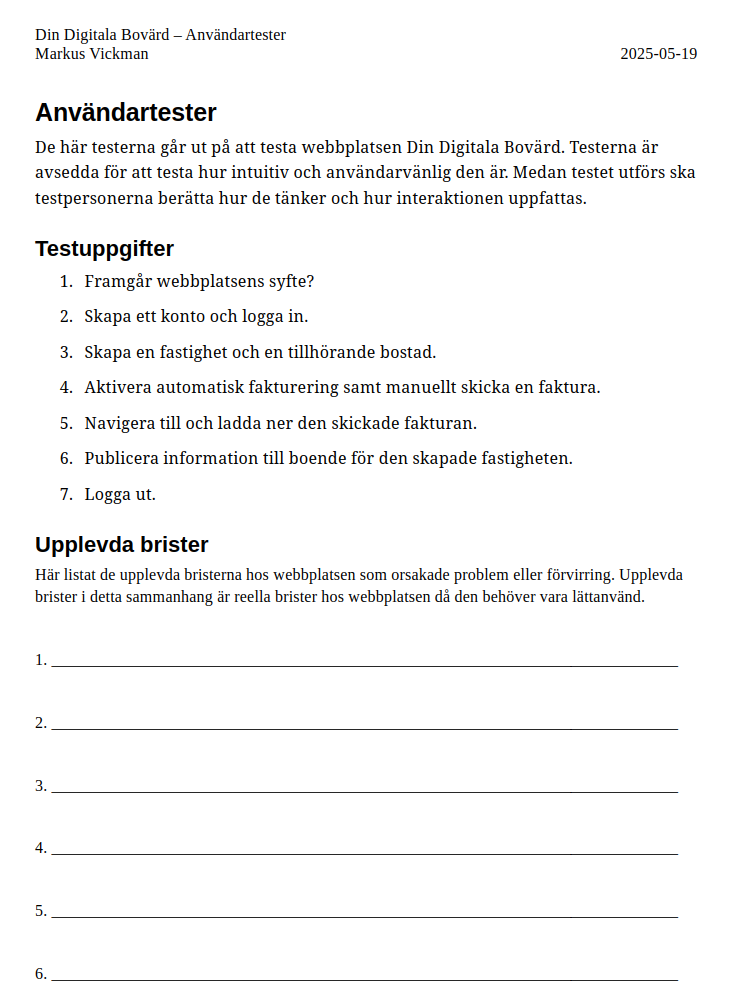 Din Digitala Bovärd – Användartester
Markus Vickman 2025-05-19
Användartester
De här testerna går ut på att testa webbplatsen Din Digitala Bovärd. Testerna är
avsedda för att testa hur intuitiv och användarvänlig den är. Medan testet utförs ska
testpersonerna berätta hur de tänker och hur interaktionen uppfattas.
Testuppgifter
1. Framgår webbplatsens syfte?
2. Skapa ett konto och logga in.
3. Skapa en fastighet och en tillhörande bostad.
4. Aktivera automatisk fakturering samt manuellt skicka en faktura.
5. Navigera till och ladda ner den skickade fakturan.
6. Publicera information till boende för den skapade fastigheten.
7. Logga ut.
Upplevda brister
Här listat de upplevda bristerna hos webbplatsen som orsakade problem eller förvirring. Upplevda
brister i detta sammanhang är reella brister hos webbplatsen då den behöver vara lättanvänd.
1.
2.
3.
4.
5.
6.